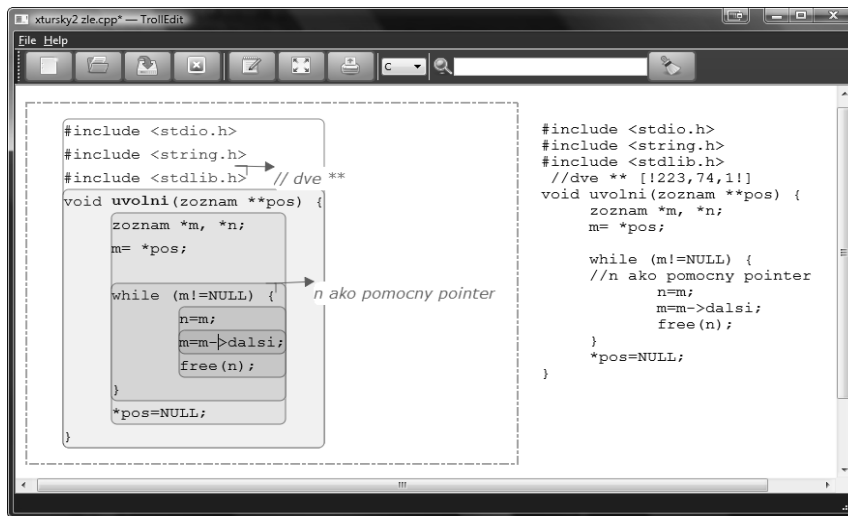 xtursky2 zle.cpp* — TrollEdit
File Help
C
#include <stdio.h>
#include <string.h>
#include <stdlib.h>
// dve **
void uvolni(zoznam **pos) {
zoznam *m, *n;
m= *pos;
while (m!=NULL) {
n ako pomocny pointer
n=m;
m=m->dalsi;
free(n);
}
*pos=NULL;
}
#include <stdio.h>
#include <string.h>
#include <stdlib.h>
//dve ** [!223,74,1!]
void uvolni(zoznam **pos) {
zoznam *m, *n;
m= *pos;
while (m!=NULL) {
//n ako pomocny pointer
n=m;
m=m->dalsi;
free(n);
}
*pos=NULL;
}